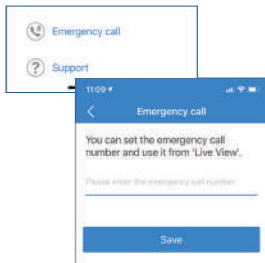 Emergency call
Support
11:09
Emergency call
You can set the emergency call
number and use it from 'Live View'.
Please enter the emergency call number
Save